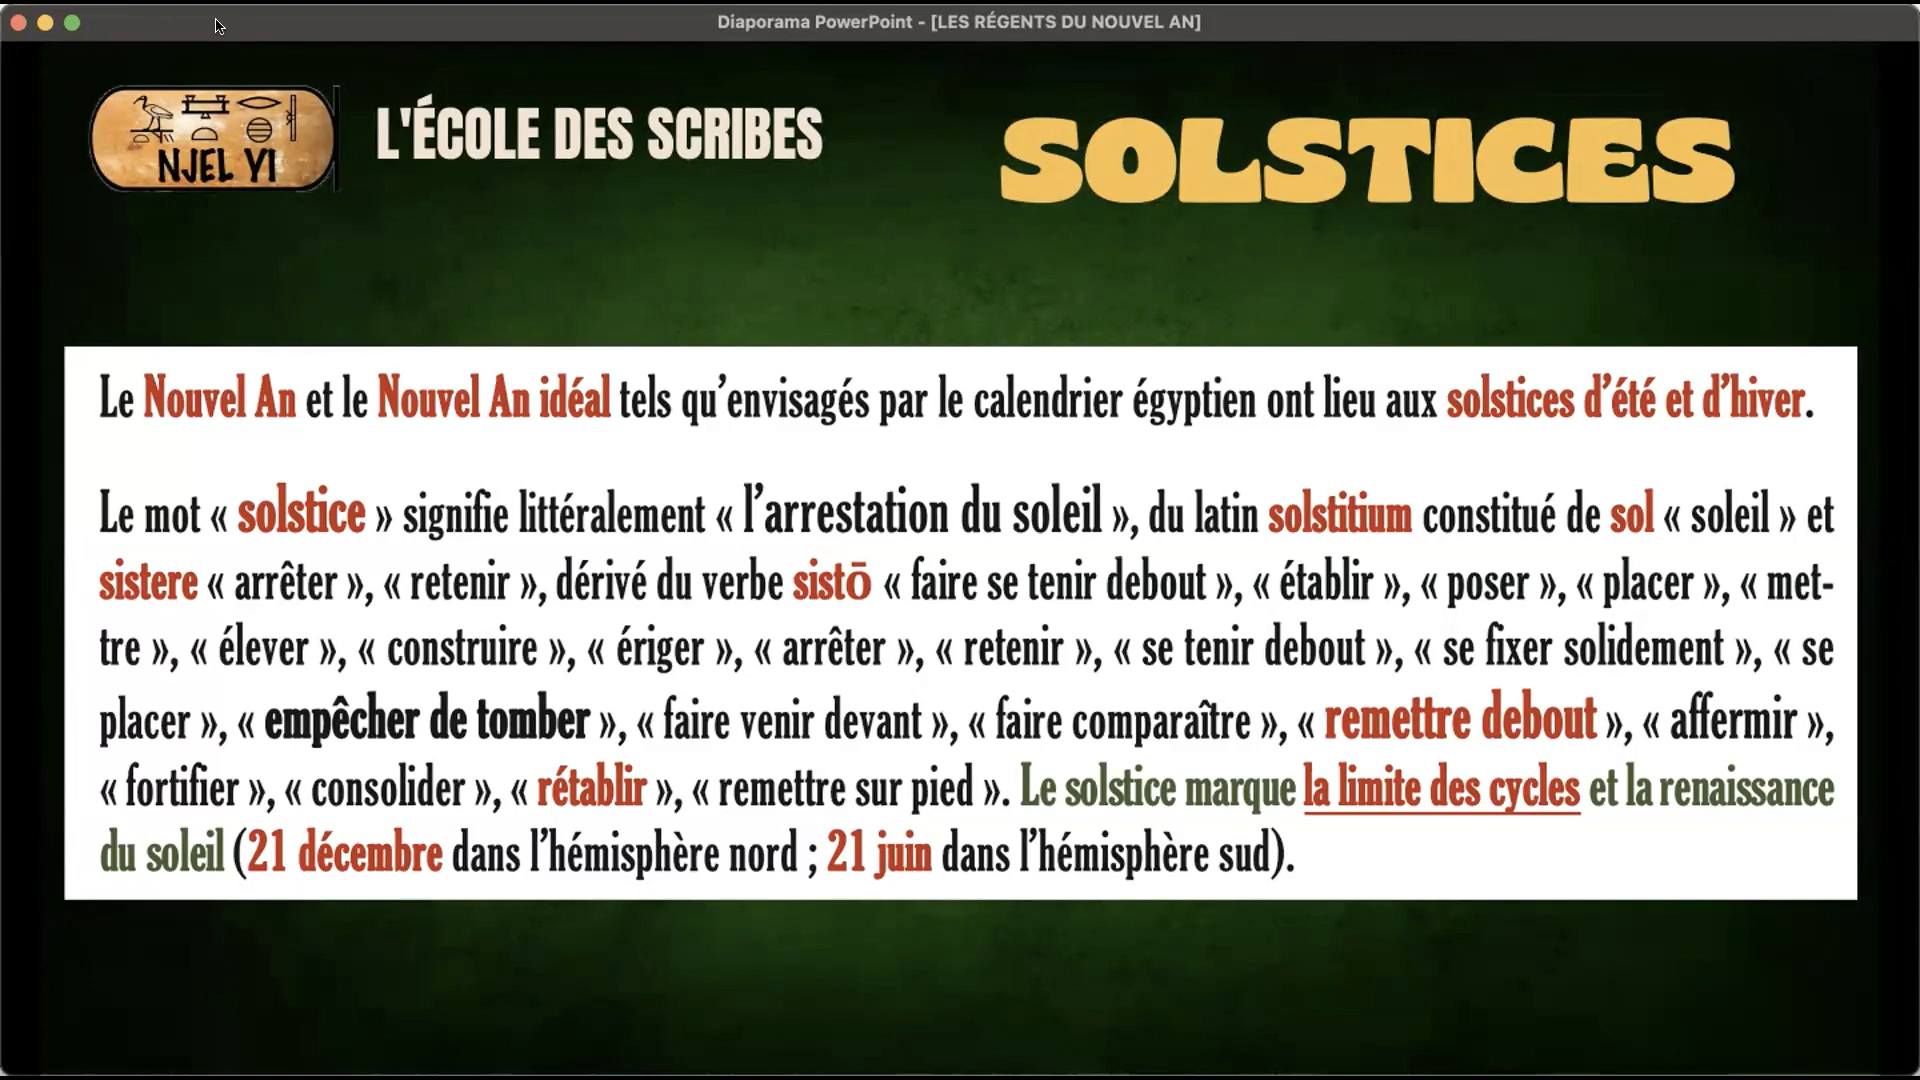 Diaporama PowerPoint - [LES RÉGENTS DU NOUVEL AN]
NJEL YI
L'ÉCOLE DES SCRIBES
SOLSTICES
Le Nouvel An et le Nouvel An idéal tels qu’envisagés par le calendrier égyptien ont lieu aux solstices d’été et d’hiver.
Le mot « solstice » signifie littéralement « l’arrestation du soleil », du latin solstitium constitué de sol « soleil » et
sistere « arrêter », « retenir », dérivé du verbe sistō « faire se tenir debout », « établir », « poser », « placer », « met-
tre », « élever », « construire », « ériger », « arrêter », « retenir », « se tenir debout », « se fixer solidement », « se
placer », « empêcher de tomber », « faire venir devant », « faire comparaître », « remettre debout », « affermir »,
« fortifier », « consolider », « rétablir », « remettre sur pied ». Le solstice marque la limite des cycles et la renaissance
du soleil (21 décembre dans l’hémisphère nord ; 21 juin dans l’hémisphère sud).